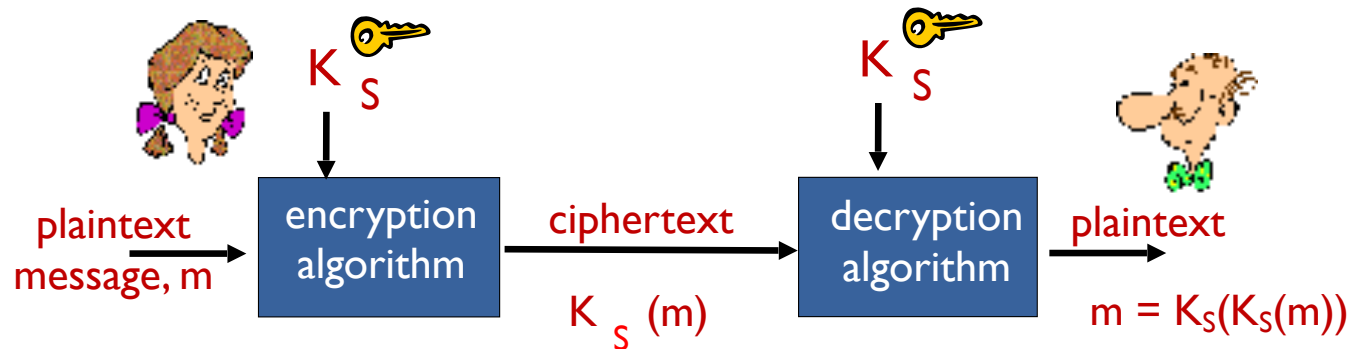 K S
K S
plaintext
message, m
encryption
algorithm
ciphertext
K S (m)
decryption
algorithm
plaintext
m = KS(KS(m))